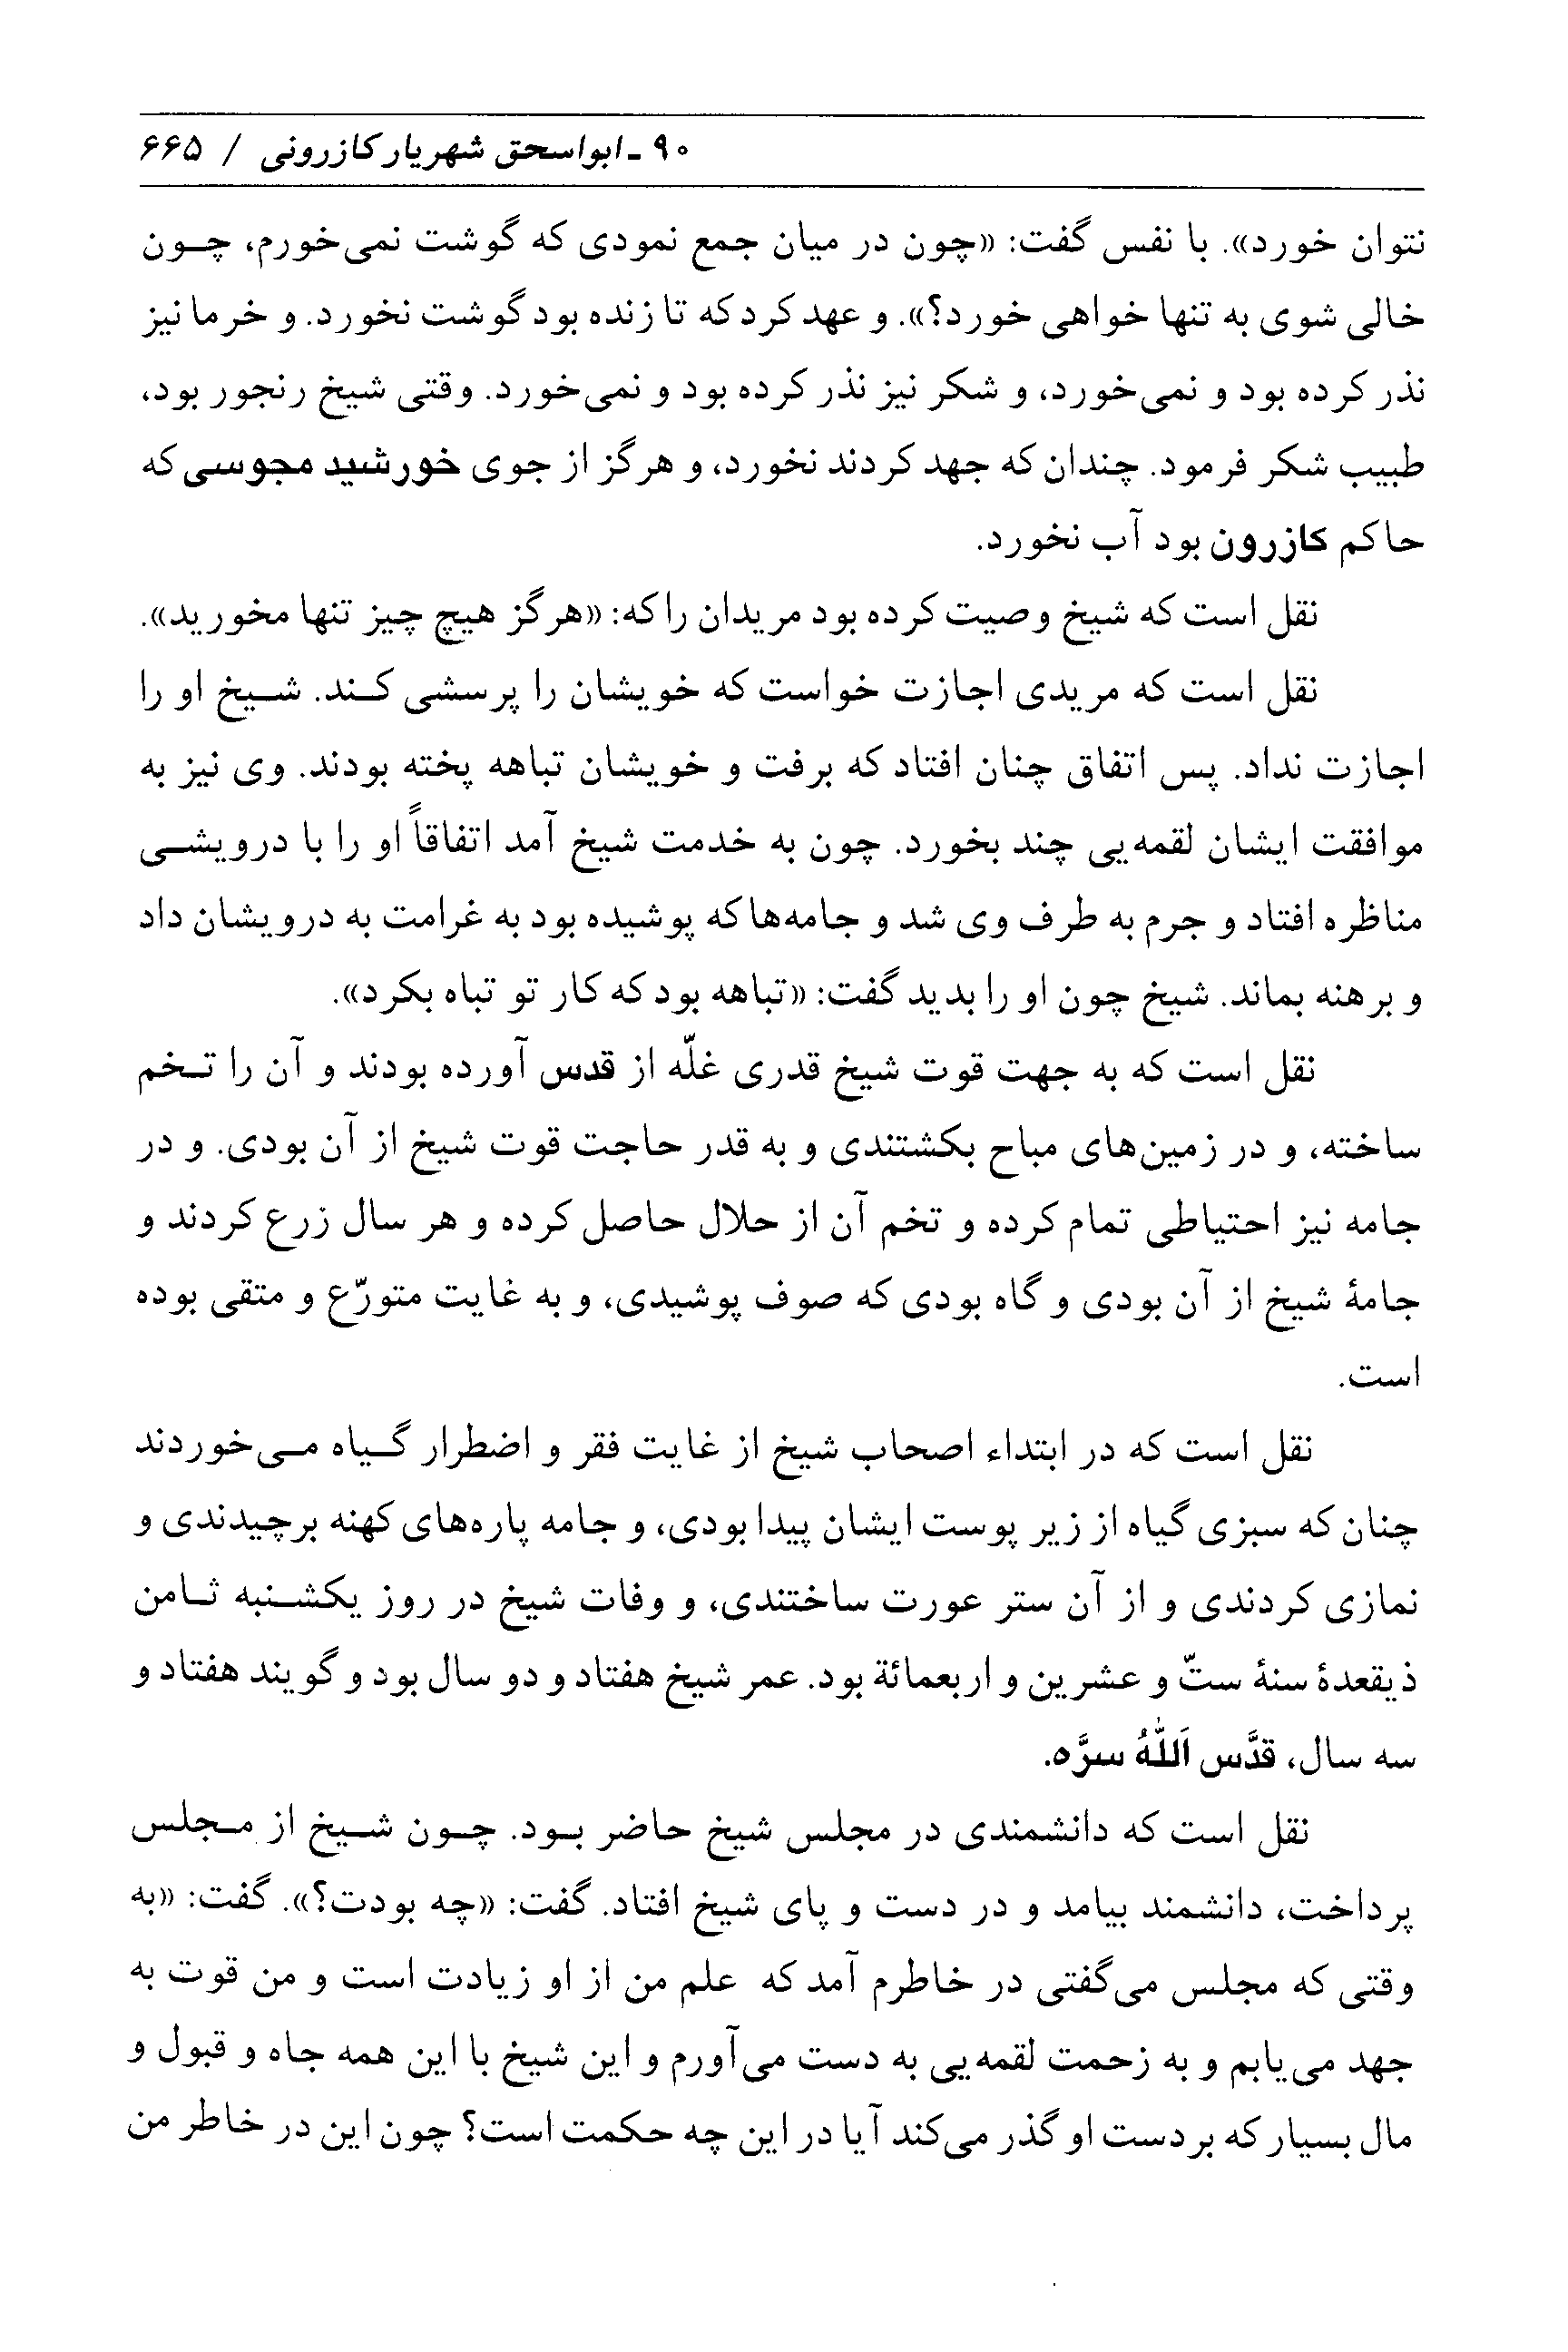 ۹۰ ـ ابواسحق شهریار کازرونی / ۶۶۵
نتوان خورد». با نفس گفت: «چون در میان جمع نمودی که گوشت نمی‌خورم، چون
خالی شوی به تنها خواهی خورد؟». و عهد کرد که تا زنده بود گوشت نخورد. و خرما نیز
نذر کرده بود و نمی‌خورد، و شکر نیز نذر کرده بود و نمی‌خورد. وقتی شیخ رنجور بود،
طبیب شکر فرمود. چندان که جهد کردند نخورد، و هرگز از جوی خورشید مجوسی که
حاکم کازرون بود آب نخورد.
نقل است که شیخ وصیت کرده بود مریدان را که: «هرگز هیچ چیز تنها مخورید».
نقل است که مریدی اجازت خواست که خویشان را پرسشی کند. شیخ او را
اجازت نداد. پس اتفاق چنان افتاد که برفت و خویشان تباهه پخته بودند. وی نیز به
موافقت ایشان لقمه‌یی چند بخورد. چون به خدمت شیخ آمد اتفاقاً او را با درویشی
مناظره افتاد و جرم به طرف وی شد و جامه‌ها که پوشیده بود به غرامت به درویشان داد
و برهنه بماند. شیخ چون او را بدید گفت: «تباهه بود که کار تو تباه بکرد».
نقل است که به جهت قوت شیخ قدری غلّه از قدس آورده بودند و آن را تخم
ساخته، و در زمین‌های مباح بکشتندی و به قدر حاجت قوت شیخ از آن بودی. و در
جامه نیز احتیاطی تمام کرده و تخم آن از حلال حاصل کرده و هر سال زرع کردند و
جامهٔ شیخ از آن بودی و گاه بودی که صوف پوشیدی، و به غایت متورّع و متقی بوده
است.
نقل است که در ابتداء اصحاب شیخ از غایت فقر و اضطرار گیاه می‌خوردند
چنان که سبزی گیاه از زیر پوست ایشان پیدا بودی، و جامه پاره‌های کهنه برچیدندی و
نمازی کردندی و از آن ستر عورت ساختندی، و وفات شیخ در روز یکشنبه ثامن
ذیقعدهٔ سنهٔ ستّ و عشرین و اربعمائة بود. عمر شیخ هفتاد و دو سال بود و گویند هفتاد و
سه سال، قدَّس اَللهُ سرَّه.
نقل است که دانشمندی در مجلس شیخ حاضر بود. چون شیخ از مجلس
پرداخت، دانشمند بیامد و در دست و پای شیخ افتاد. گفت: «چه بودت؟». گفت: «به
وقتی که مجلس می‌گفتی در خاطرم آمد که علم من از او زیادت است و من قوت به
جهد می‌یابم و به زحمت لقمه‌یی به دست می‌آورم و این شیخ با این همه جاه و قبول و
مال بسیار که بر دست او گذر می‌کند آیا در این چه حکمت است؟ چون این در خاطر من